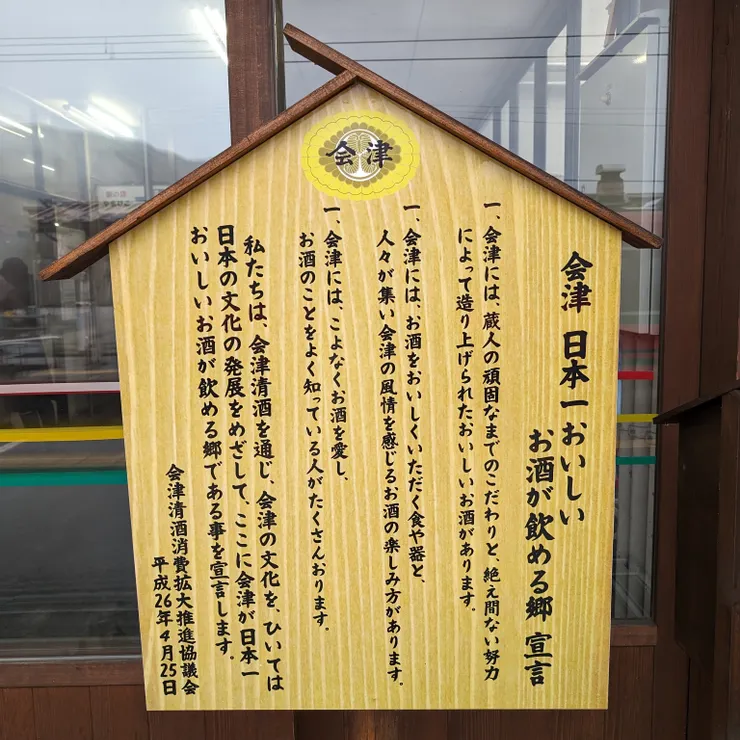 会津
会津 日本一おいしい
お酒が飲める郷 宣言
一、会津には、蔵人の頑固なまでのこだわりと、絶え間ない努力
によって造り上げられたおいしいお酒があります。
一、会津には、お酒をおいしくいただく食や器と、
人々が集い会津の風情を感じるお酒の楽しみ方があります。
一、会津には、こよなくお酒を愛し、
お酒のことをよく知っている人がたくさんおります。
私たちは、会津清酒を通じ、会津の文化を、ひいては
日本の文化の発展をめざして、ここに会津が日本一
おいしいお酒が飲める郷である事を宣言します。
会津清酒消費拡大推進協議会
平成26年4月25日